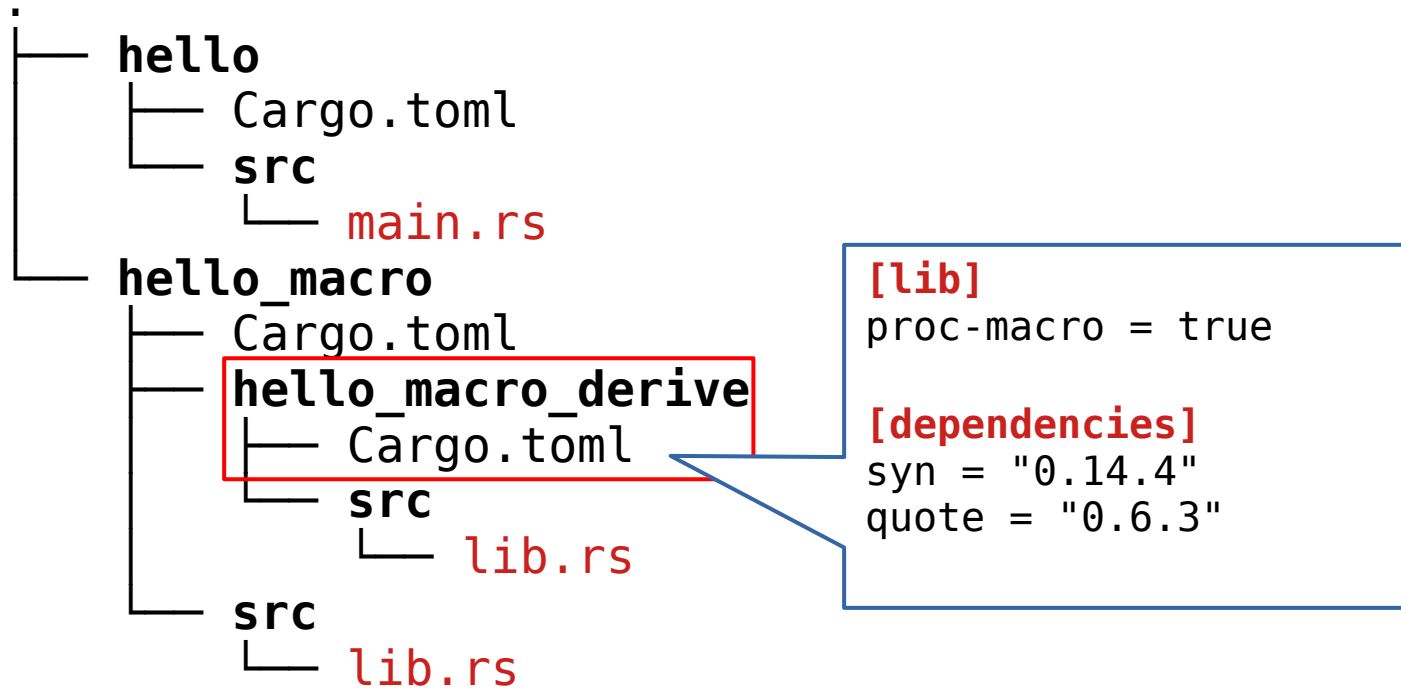 .
├── hello
│   ├── Cargo.toml
│   └── src
│       └── main.rs
└── hello_macro
    ├── Cargo.toml
    ├── hello_macro_derive
    │   ├── Cargo.toml
    │   └── src
    │       └── lib.rs
    └── src
        └── lib.rs
[lib]
proc-macro = true
[dependencies]
syn = "0.14.4"
quote = "0.6.3"